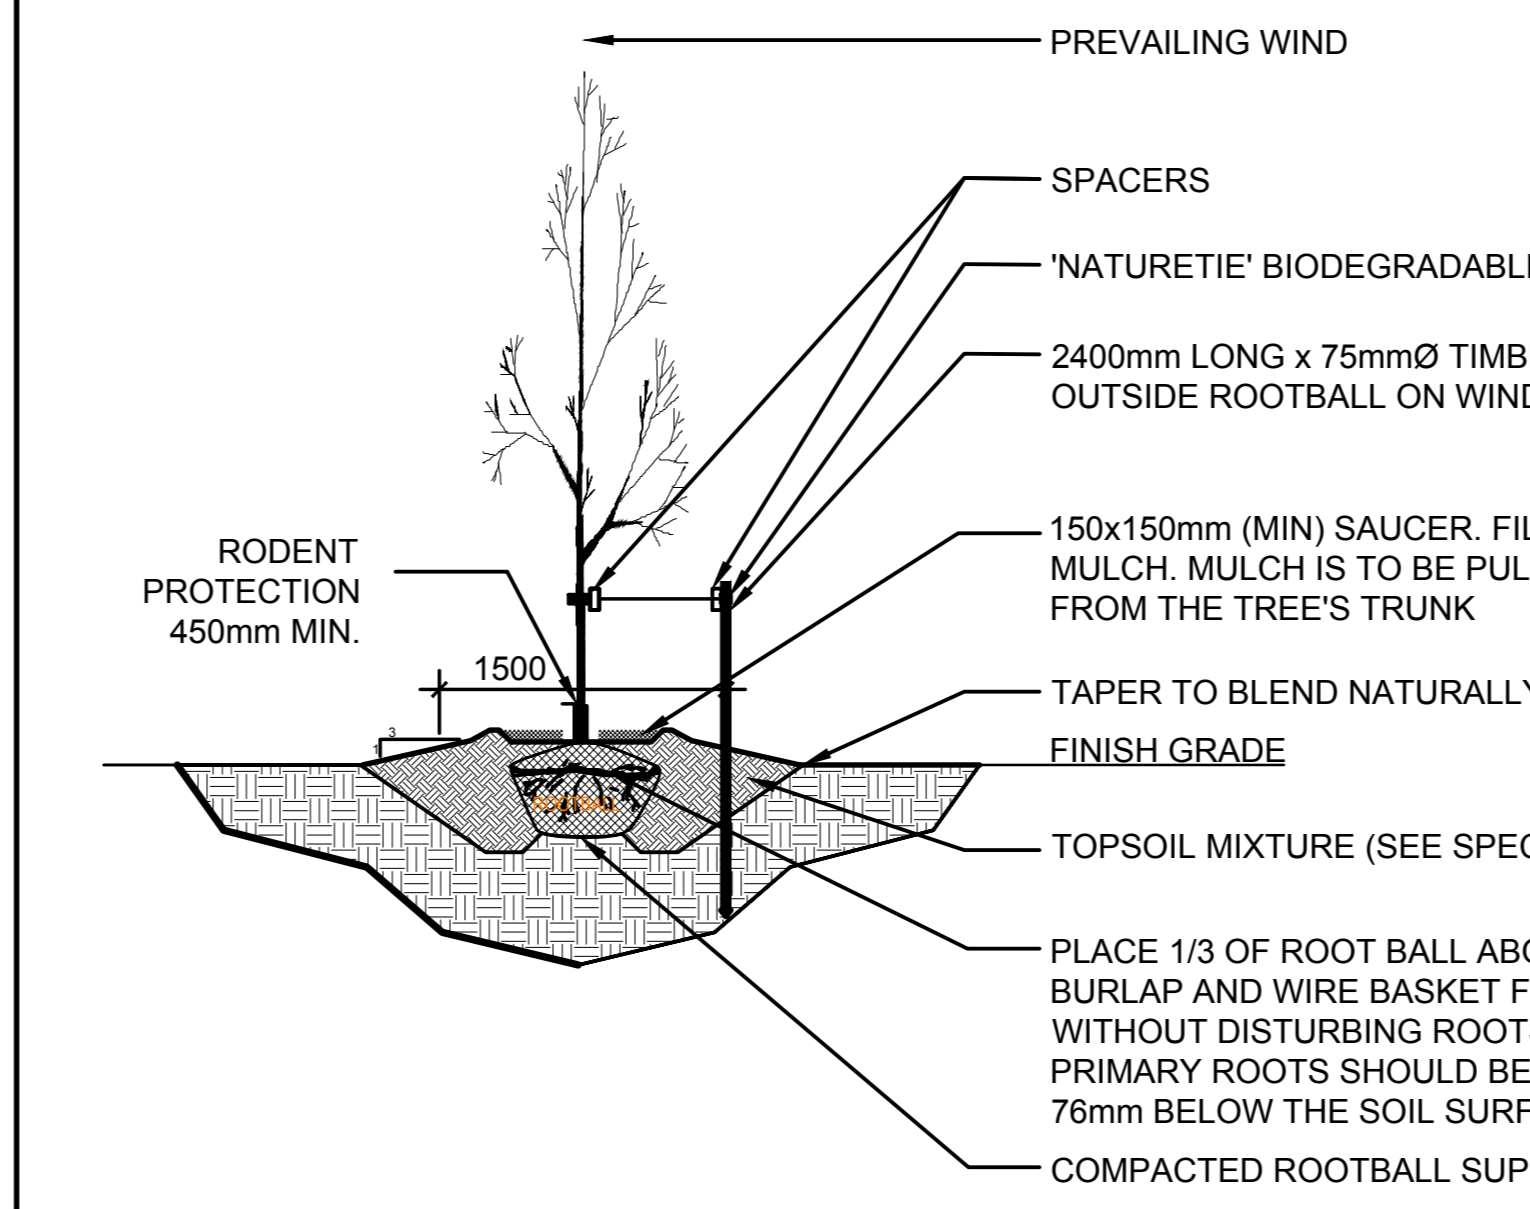 PREVAILING WIND
SPACERS
'NATURETIE' BIODEGRADABL
2400mm LONG x 75mmØ TIMB
OUTSIDE ROOTBALL ON WIND
150x150mm (MIN) SAUCER. FIL
MULCH. MULCH IS TO BE PUL
FROM THE TREE'S TRUNK
RODENT
PROTECTION
450mm MIN.
1500
TAPER TO BLEND NATURALLY
3
1
FINISH GRADE
ROOTBALL
TOPSOIL MIXTURE (SEE SPEC
PLACE 1/3 OF ROOT BALL ABO
BURLAP AND WIRE BASKET F
WITHOUT DISTURBING ROOTS
PRIMARY ROOTS SHOULD BE
76mm BELOW THE SOIL SURF
COMPACTED ROOTBALL SUP